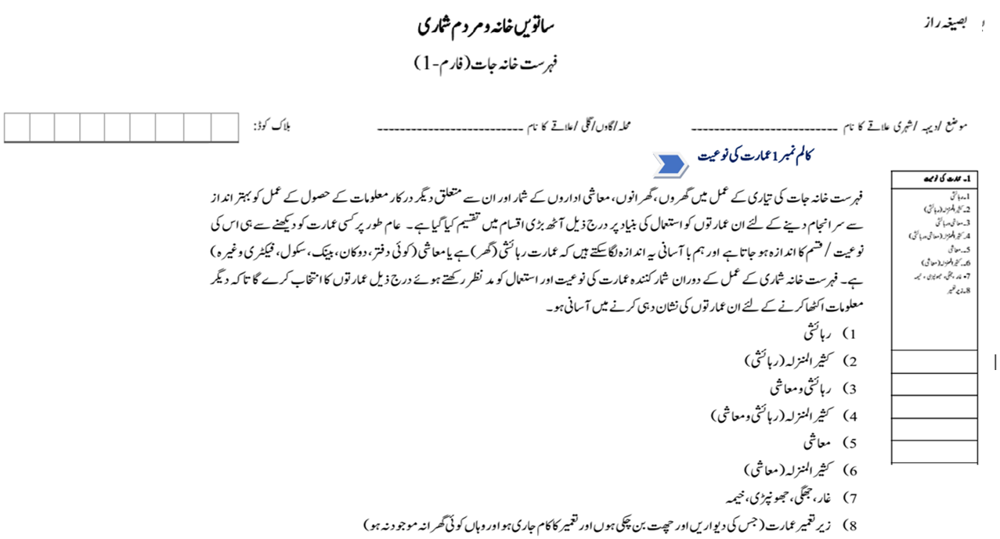 بصیغہ راز
ساتویں خانہ و مردم شماری
فہرست خانہ جات (فارم-1)
موضع /دیہہ /شہری علاقے کا نام -------------------------- محلہ/گاوں/گلی /علاقے کا نام -------------------------- بلاک کوڈ:
کالم نمبر 1 عمارت کی نوعیت
فہرست خانہ جات کی تیاری کے عمل میں گھروں، گھرانوں، معاشی اداروں کے شمار اور ان سے متعلق دیگر درکار معلومات کے حصول کے عمل کو بہتر انداز
سے سر انجام دینے کے لئے ان عمارتوں کو استعمال کی بنیاد پر درج ذیل آٹھ بڑی اقسام میں تقسیم کیا گیا ہے۔ عام طور پر کسی عمارت کو دیکھنے سے ہی اس کی
نوعیت / قسم کا اندازہ ہو جاتا ہے اور ہم با آسانی یہ اندازہ لگا سکتے ہیں کہ عمارت رہائشی (گھر) ہے یا معاشی (کوئی دفتر، دوکان، بینک، سکول، فیکٹری وغیرہ)
ہے۔ فہرست خانہ شماری کے عمل کے دوران شمار کنندہ عمارت کی نوعیت اور استعمال کو مد نظر رکھتے ہوئے درج ذیل عمارتوں کا انتخاب کرے گا تاکہ دیگر
معلومات اکٹھا کرنے کے لئے ان عمارتوں کی نشان دہی کرنے میں آسانی ہو۔
1) رہائشی
2) کثیر المنزلہ (رہائشی)
3) رہائشی و معاشی
4) کثیر المنزلہ (رہائشی و معاشی)
5) معاشی
6) کثیر المنزلہ (معاشی)
7) غار، جھگی، جھونپڑی، خیمہ
8) زیر تعمیر عمارت (جس کی دیواریں اور چھت بن چکی ہوں اور تعمیر کا کام جاری ہو اور وہاں کوئی گھرانہ موجود نہ ہو)
1۔ عمارت کی نوعیت
1۔رہائشی
2۔کثیر المنزلہ (رہائشی)
3۔معاشی و رہائشی
4۔کثیر المنزلہ (معاشی و رہائشی)
5۔ معاشی
6۔ کثیر المنزلہ (معاشی)
7۔ غار، جھگی، جھونپڑی، خیمہ
8۔زیر تعمیر